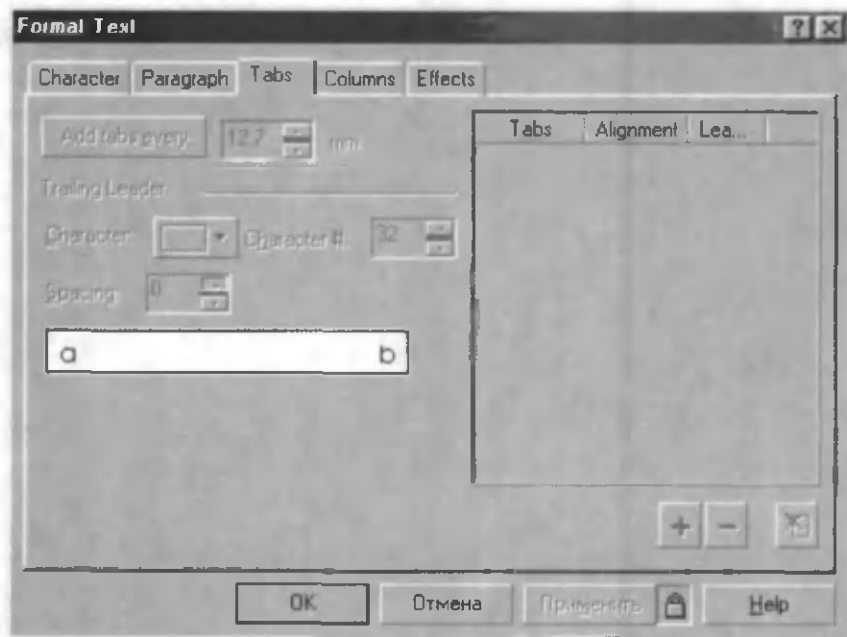 Format Text
Character Paragraph Tabs Columns Effects
Add tabs every 12,7 mm
Trailing Leader
Character: Character #: 32
Spacing: 0
a b
Tabs Alignment Lea...
+ −
OK Отмена Применить Help